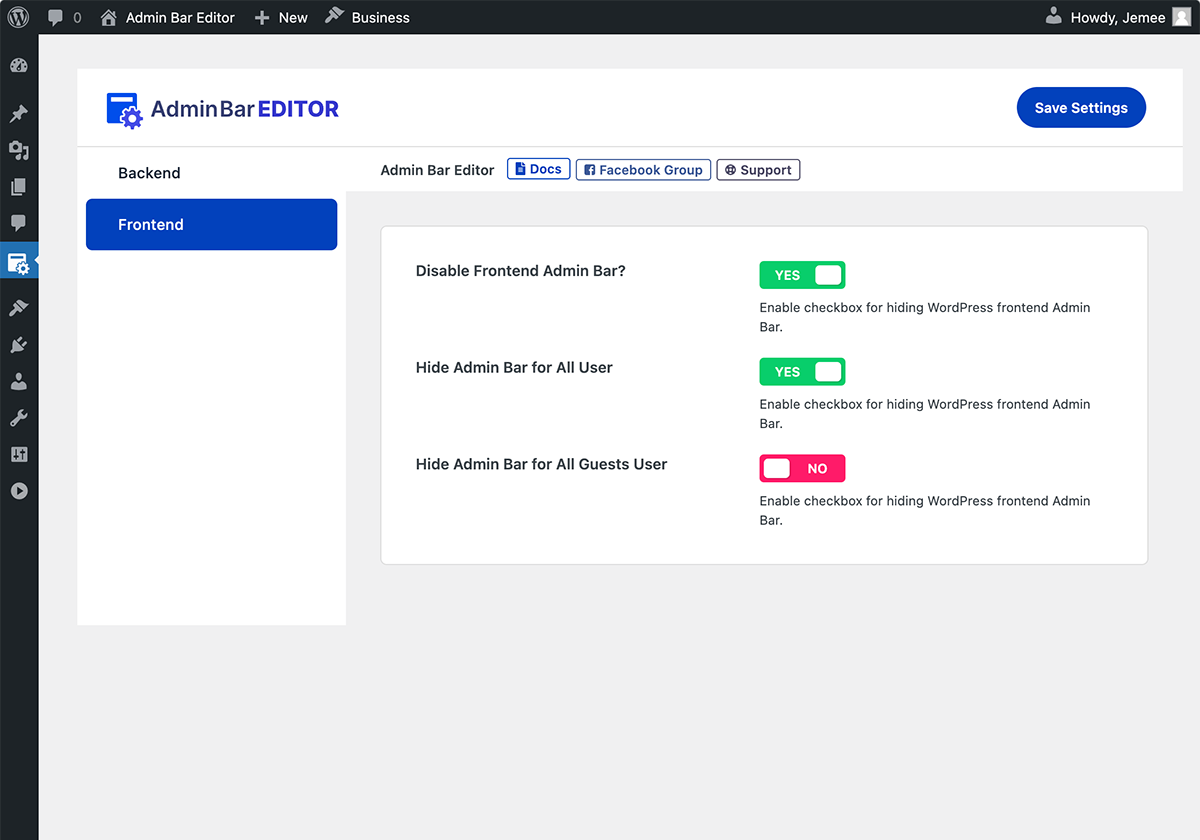 0 Admin Bar Editor New Business Howdy, Jemee
AdminBarEDITOR
Save Settings
Backend
Frontend
Admin Bar Editor Docs Facebook Group Support
Disable Frontend Admin Bar?
YES
Enable checkbox for hiding WordPress frontend Admin
Bar.
Hide Admin Bar for All User
YES
Enable checkbox for hiding WordPress frontend Admin
Bar.
Hide Admin Bar for All Guests User
NO
Enable checkbox for hiding WordPress frontend Admin
Bar.